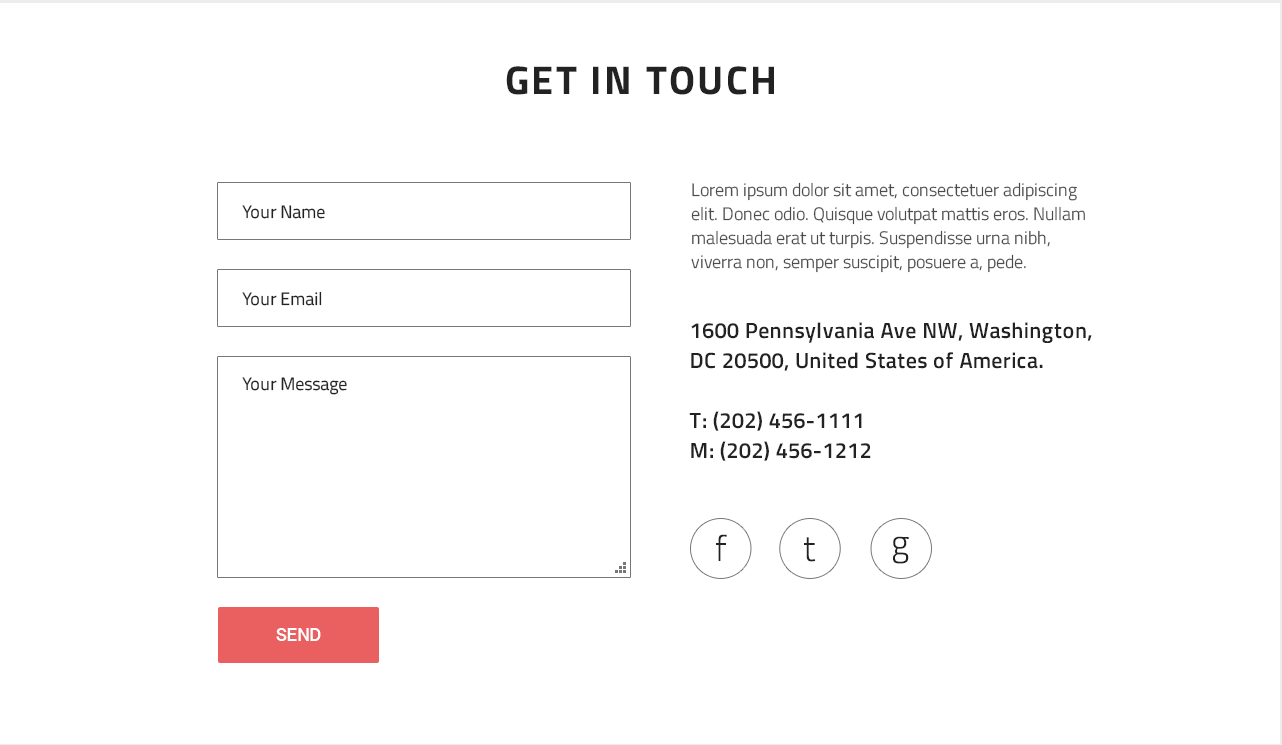 GET IN TOUCH
Your Name
Your Email
Your Message
SEND
Lorem ipsum dolor sit amet, consectetuer adipiscing
elit. Donec odio. Quisque volutpat mattis eros. Nullam
malesuada erat ut turpis. Suspendisse urna nibh,
viverra non, semper suscipit, posuere a, pede.
1600 Pennsylvania Ave NW, Washington,
DC 20500, United States of America.
T: (202) 456-1111
M: (202) 456-1212
f t g